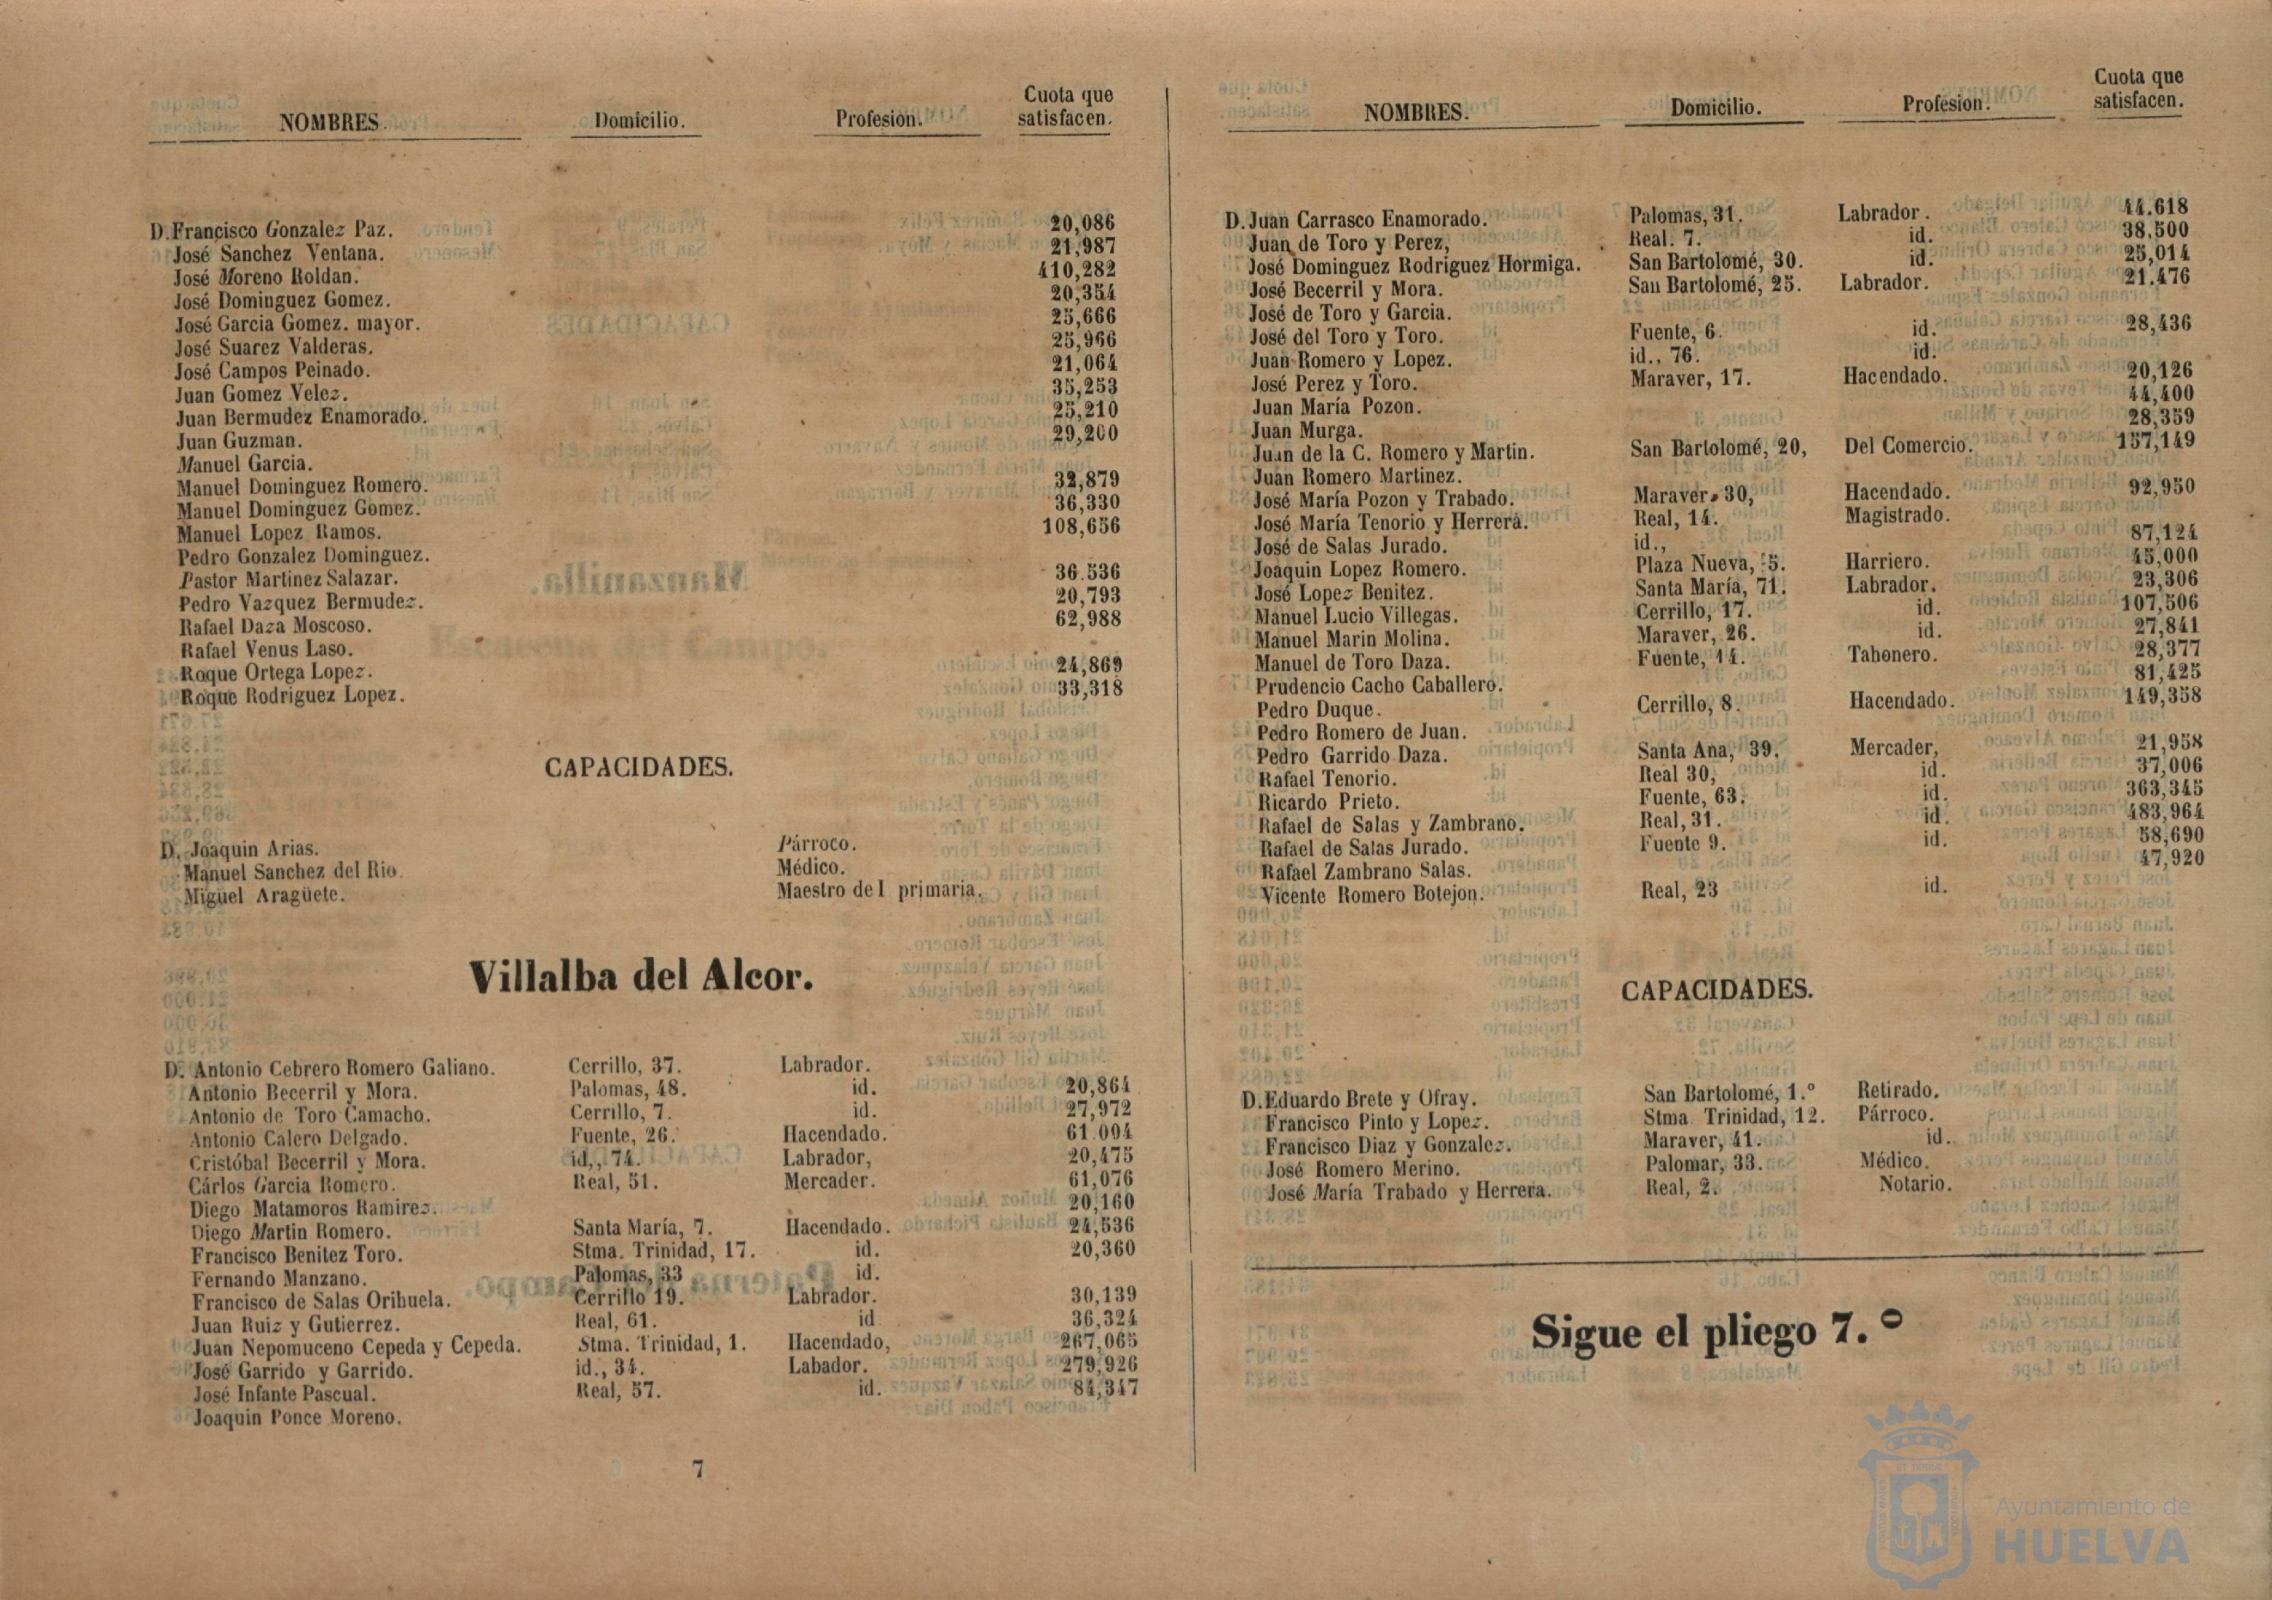 NOMBRES. Domicilio. Profesion. Cuota que satisfacen.
D. Francisco Gonzalez Paz. 20,086
José Sanchez Ventana. 21,987
José Moreno Roldan. 410,282
José Dominguez Gomez. 20,354
José Garcia Gomez. mayor. 25,666
José Suarez Valderas. 25,966
José Campos Peinado. 21,064
Juan Gomez Velez. 35,253
Juan Bermudez Enamorado. 25,210
Juan Guzman. 29,200
Manuel Garcia.
Manuel Dominguez Romero. 32,879
Manuel Dominguez Gomez. 36,330
Manuel Lopez Ramos. 108,656
Pedro Gonzalez Dominguez.
Pastor Martinez Salazar. 36.536
Pedro Vazquez Bermudez. 20,793
Rafael Daza Moscoso. 62,988
Rafael Venus Laso.
Roque Ortega Lopez. 24,869
Roque Rodriguez Lopez. 33,318
CAPACIDADES.
D. Joaquin Arias. Párroco.
Manuel Sanchez del Rio. Médico.
Miguel Aragüete. Maestro de 1 primaria.
Villalba del Alcor.
D. Antonio Cebrero Romero Galiano. Cerrillo, 37. Labrador.
Antonio Becerril y Mora. Palomas, 48. id. 20,864
Antonio de Toro Camacho. Cerrillo, 7. id. 27,972
Antonio Calero Delgado. Fuente, 26. Hacendado. 61.094
Cristóbal Becerril y Mora. id,, 74. Labrador, 20,475
Cárlos Garcia Romero. Real, 51. Mercader. 61,076
Diego Matamoros Ramirez. 20,160
Diego Martin Romero. Santa María, 7. Hacendado. 24,536
Francisco Benitez Toro. Stma. Trinidad, 17. id. 20,360
Fernando Manzano. Palomas, 33 id.
Francisco de Salas Orihuela. Cerrillo 19. Labrador. 30,139
Juan Ruiz y Gutierrez. Real, 61. id 36,324
Juan Nepomuceno Cepeda y Cepeda. Stma. Trinidad, 1. Hacendado, 267,065
José Garrido y Garrido. id., 34. Labador. 279,926
José Infante Pascual. Real, 57. id. 84,347
Joaquin Ponce Moreno.
7
NOMBRES. Domicilio. Profesion. Cuota que satisfacen.
D. Juan Carrasco Enamorado. Palomas, 31. Labrador. 44.618
Juan de Toro y Perez, Real. 7. id. 38,500
José Dominguez Rodriguez Hormiga. San Bartolomé, 30. id. 25,014
José Becerril y Mora. San Bartolomé, 25. Labrador. 21.476
José de Toro y Garcia.
José del Toro y Toro. Fuente, 6. id. 28,436
Juan Romero y Lopez. id., 76. id.
José Perez y Toro. Maraver, 17. Hacendado. 20,126
Juan María Pozon. 44,400
Juan Murga. 28,359
Juan de la C. Romero y Martin. San Bartolomé, 20, Del Comercio. 157,149
Juan Romero Martinez.
José María Pozon y Trabado. Maraver, 30, Hacendado. 92,950
José María Tenorio y Herrera. Real, 14. Magistrado.
José de Salas Jurado. id., 87,124
Joaquin Lopez Romero. Plaza Nueva, 5. Harriero. 45,000
José Lopez Benitez. Santa María, 71. Labrador. 23,306
Manuel Lucio Villegas. Cerrillo, 17. id. 107,506
Manuel Marin Molina. Maraver, 26. id. 27,841
Manuel de Toro Daza. Fuente, 14. Tahonero. 28,377
Prudencio Cacho Caballero. 81,425
Pedro Duque. Cerrillo, 8. Hacendado. 149,358
Pedro Romero de Juan.
Pedro Garrido Daza. Santa Ana, 39. Mercader, 21,958
Rafael Tenorio. Real 30, id. 37,006
Ricardo Prieto. Fuente, 63. id. 363,345
Rafael de Salas y Zambrano. Real, 31. id. 483,964
Rafael de Salas Jurado. Fuente 9. id. 58,690
Rafael Zambrano Salas. 47,920
Vicente Romero Botejon. Real, 23 id.
CAPACIDADES.
D. Eduardo Brete y Ofray. San Bartolomé, 1.º Retirado.
Francisco Pinto y Lopez. Stma. Trinidad, 12. Párroco.
Francisco Diaz y Gonzalez. Maraver, 41. id.
José Romero Merino. Palomar, 33. Médico.
José María Trabado y Herrera. Real, 2. Notario.
Sigue el pliego 7.º
Ayuntamiento de
HUELVA